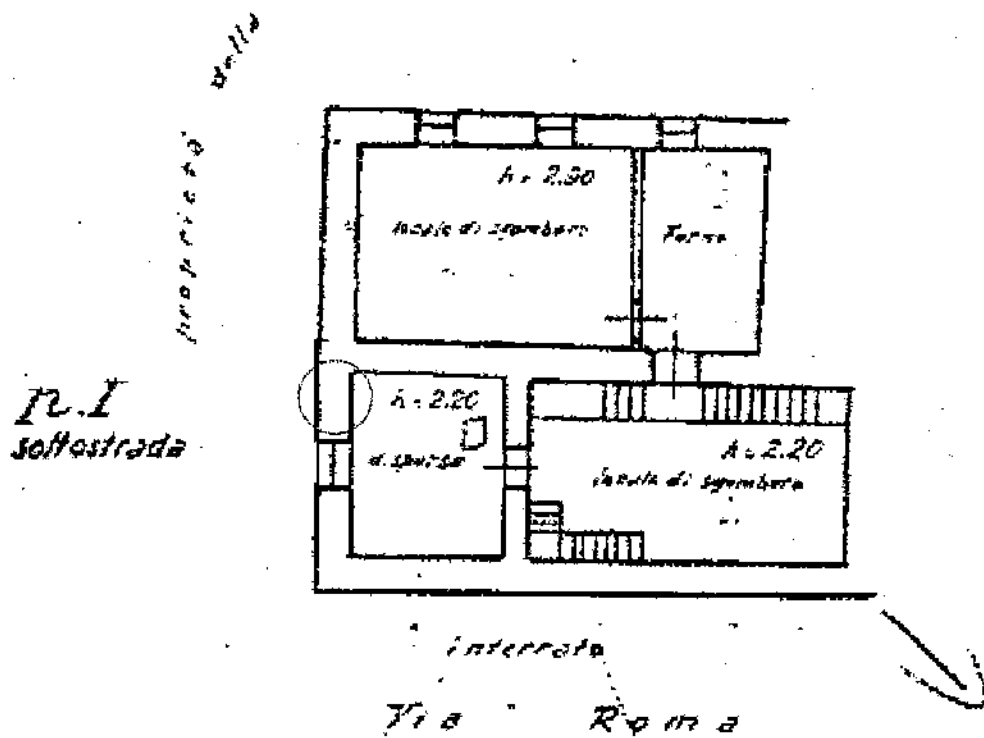 della
proprietà
h = 2.90
locale di sgombero
Forno
n. I
sottostrada
h = 2.20
dispensa
h = 2.20
locale di sgombero
interrato
Via Roma